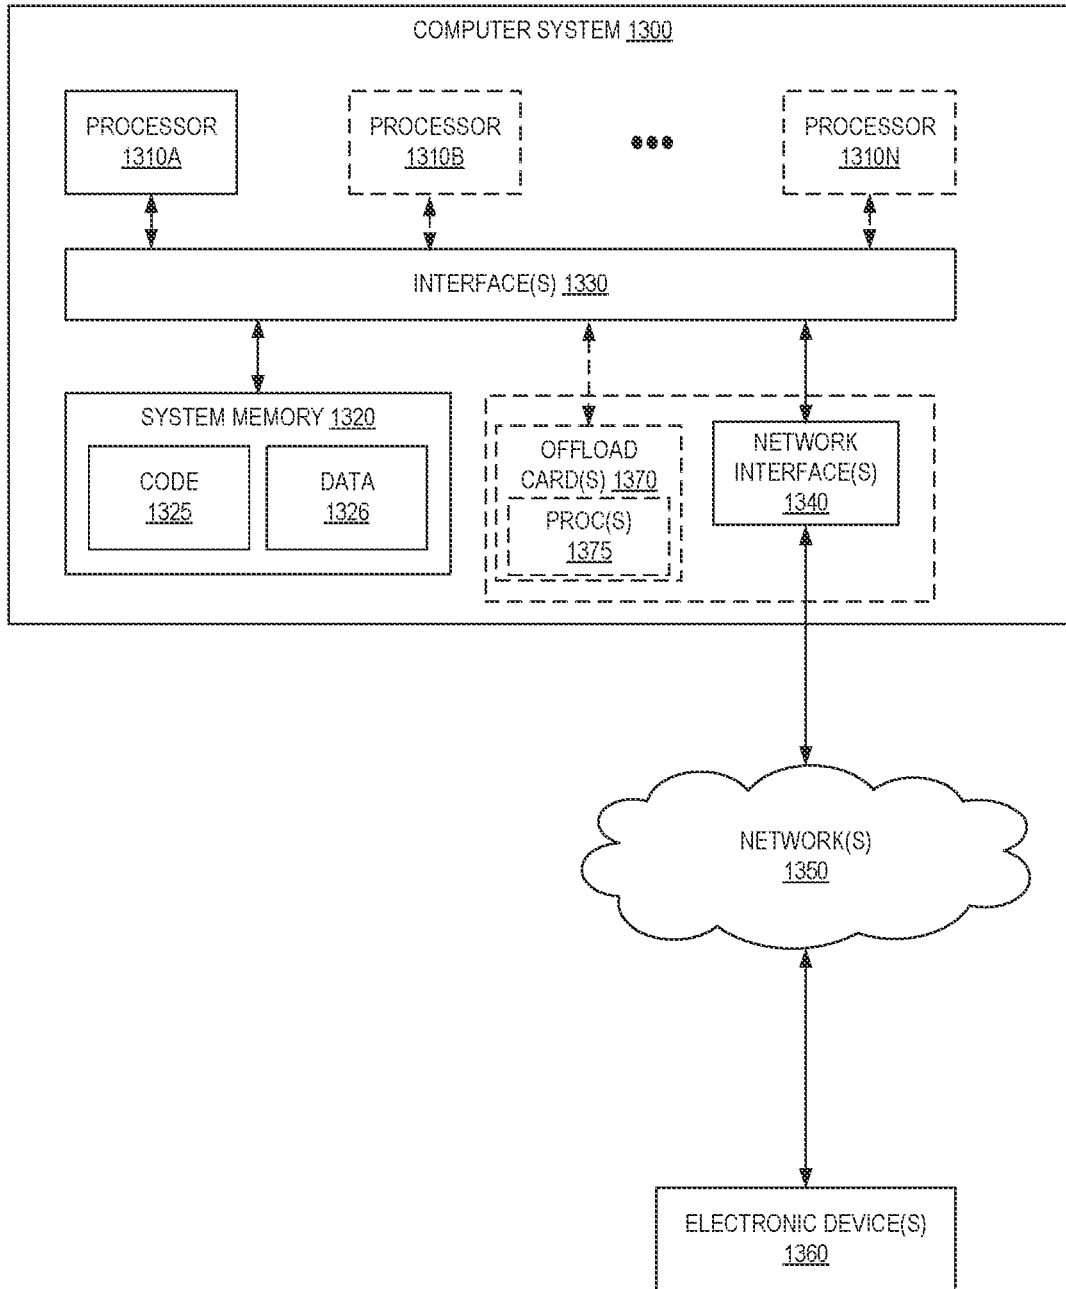 COMPUTER SYSTEM 1300
PROCESSOR
1310A
PROCESSOR
1310B
PROCESSOR
1310N
INTERFACE(S) 1330
SYSTEM MEMORY 1320
CODE
1325
DATA
1326
OFFLOAD
CARD(S) 1370
PROC(S)
1375
NETWORK
INTERFACE(S)
1340
NETWORK(S)
1350
ELECTRONIC DEVICE(S)
1360